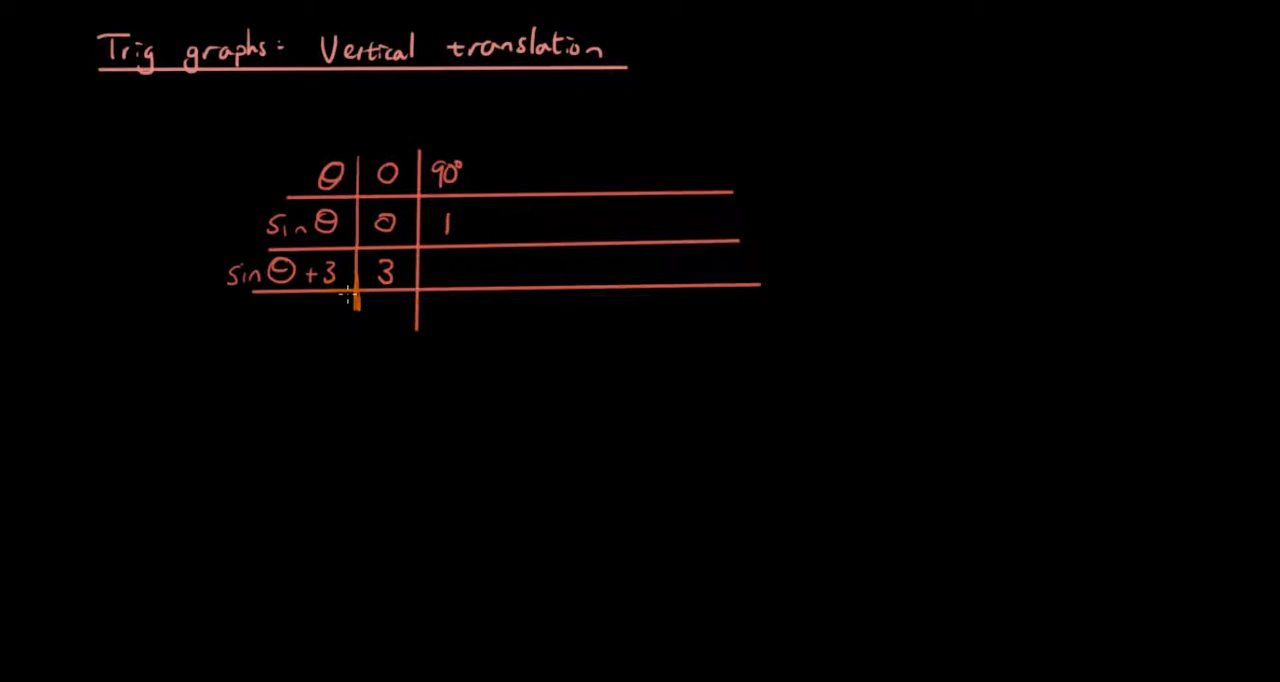 Trig graphs: Vertical translation
θ 0 90°
sin θ 0 1
sin θ +3 3